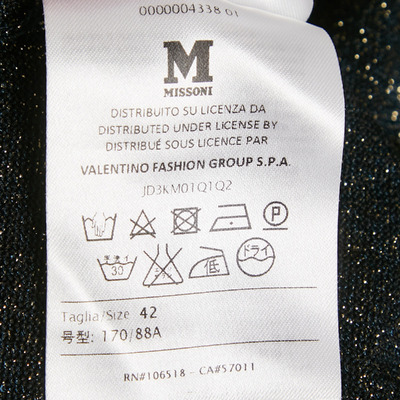 0000004338 01
M
MISSONI
DISTRIBUITO SU LICENZA DA
DISTRIBUTED UNDER LICENSE BY
DISTRIBUÉ SOUS LICENCE PAR
VALENTINO FASHION GROUP S.P.A.
JD3KM01Q1Q2
P
30 低 ドライ
Taglia/Size 42
号型: 170/88A
RN#106518 - CA#57011